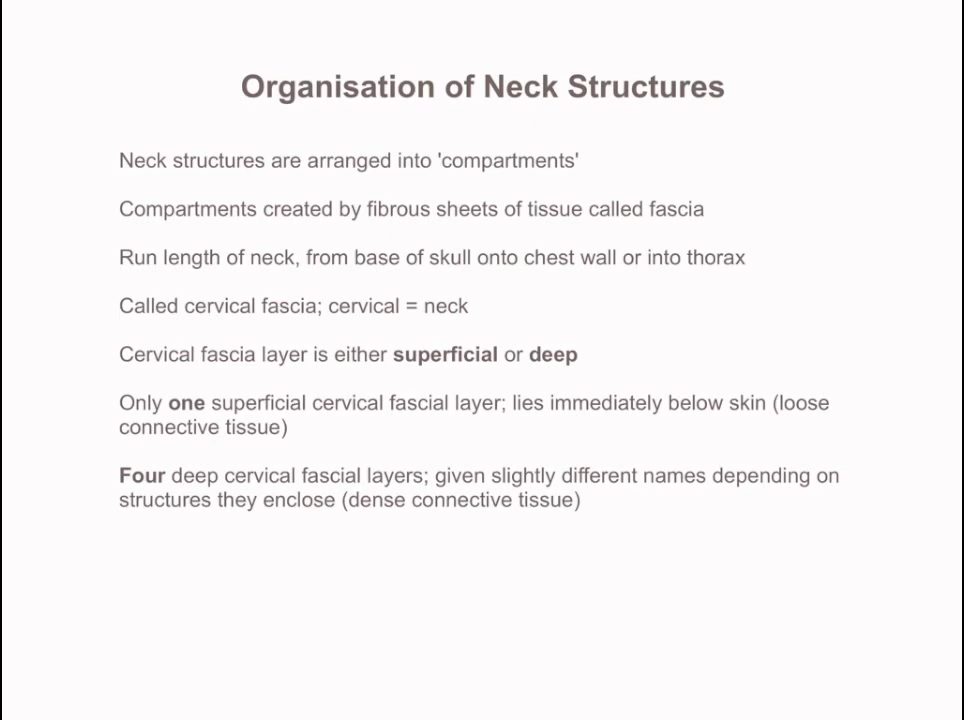 Organisation of Neck Structures
Neck structures are arranged into 'compartments'
Compartments created by fibrous sheets of tissue called fascia
Run length of neck, from base of skull onto chest wall or into thorax
Called cervical fascia; cervical = neck
Cervical fascia layer is either superficial or deep
Only one superficial cervical fascial layer; lies immediately below skin (loose
connective tissue)
Four deep cervical fascial layers; given slightly different names depending on
structures they enclose (dense connective tissue)